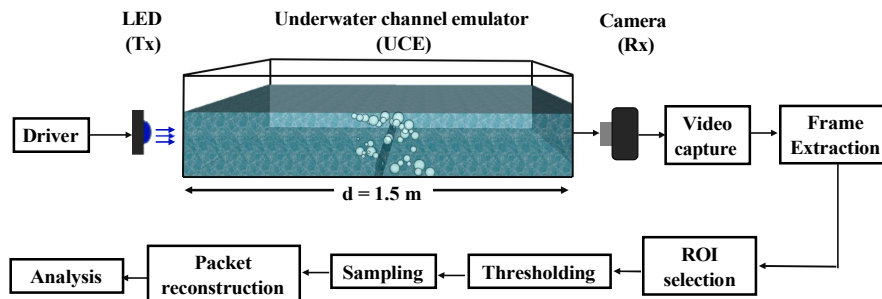 LED
(Tx)
Underwater channel emulator
(UCE)
Camera
(Rx)
Driver
Video
capture
Frame
Extraction
d = 1.5 m
Analysis
Packet
reconstruction
Sampling
Thresholding
ROI
selection